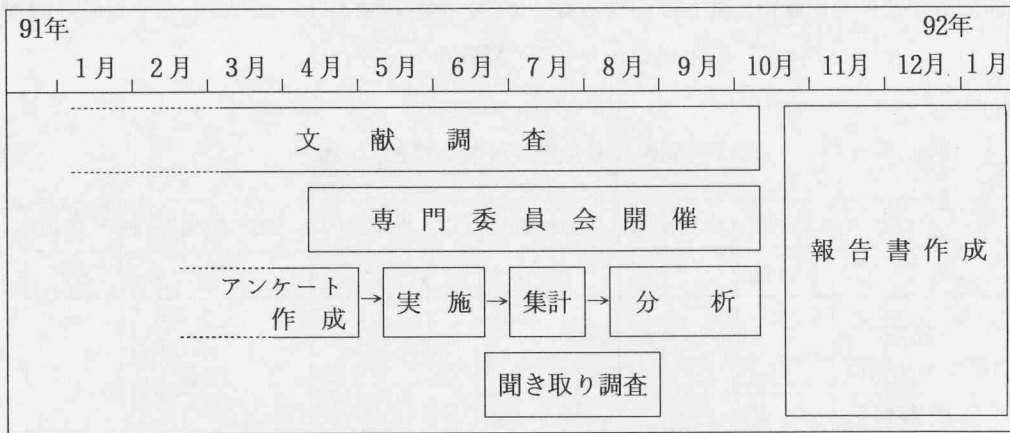 91年
92年
1月 2月 3月 4月 5月 6月 7月 8月 9月 10月 11月 12月 1月
文献調査
専門委員会開催
報告書作成
アンケート
作成
→実施→集計→分析
聞き取り調査